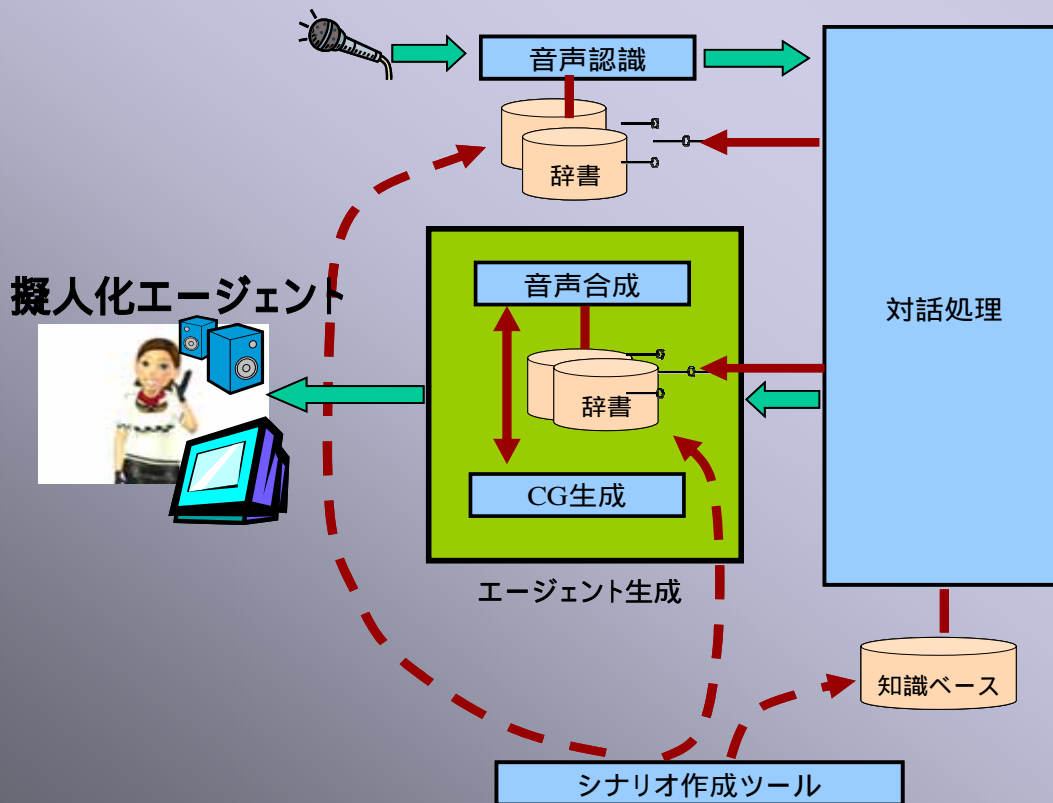 音声認識
辞書
音声合成
擬人化エージェント
対話処理
辞書
CG生成
エージェント生成
知識ベース
シナリオ作成ツール